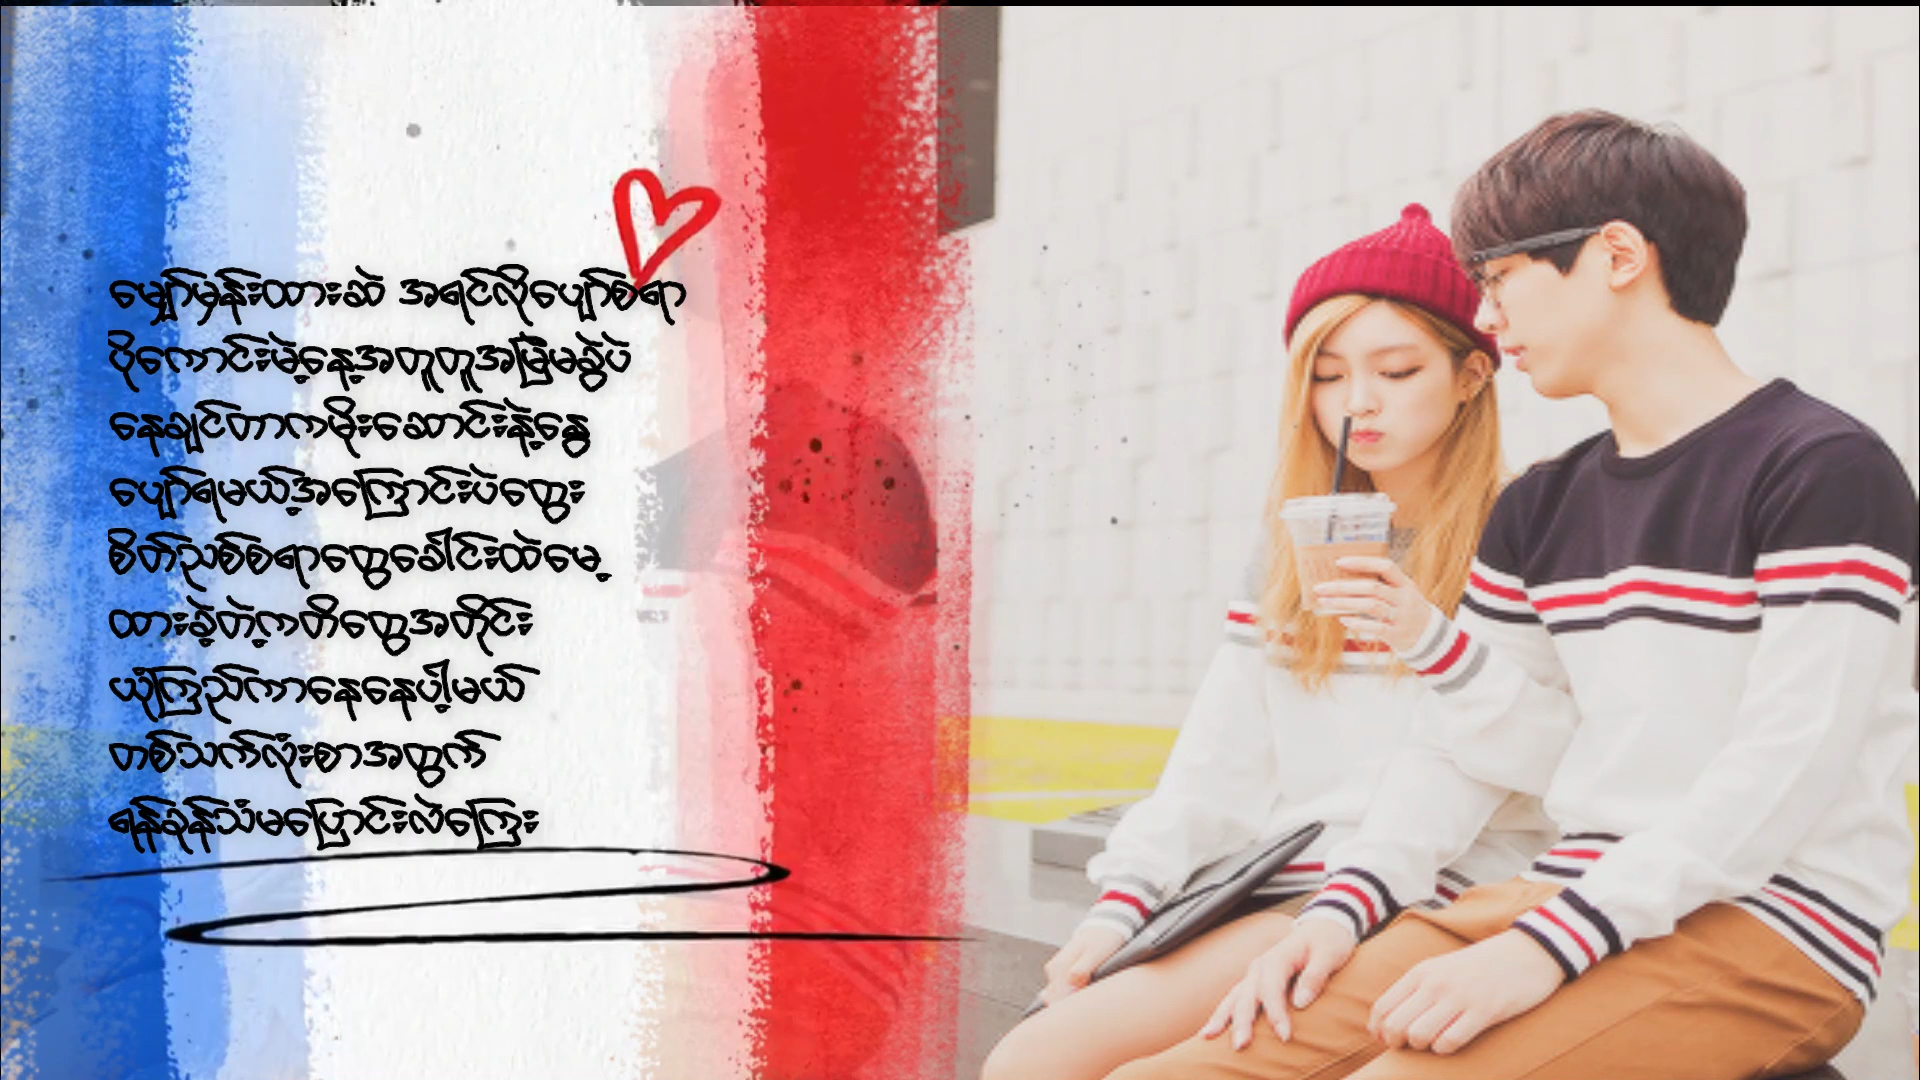 မျှော်မှန်းထားဆဲ အရင်လိုပျော်စရာ
ပိုကောင်းမဲ့နေ့အတူတူအမြဲမခွဲပဲ
နေချင်တာကမိုးဆောင်းနဲ့နွေ
ပျော်ရမယ့်အကြောင်းပဲတွေး
စိတ်ညစ်စရာတွေခေါင်းထဲမေ့
ထားခဲ့တဲ့ကတိတွေအတိုင်း
ယုံကြည်ကာနေနေပါ့မယ်
တစ်သက်လုံးစာအတွက်
ရန်ခုန်သံမပြောင်းလဲကြေး